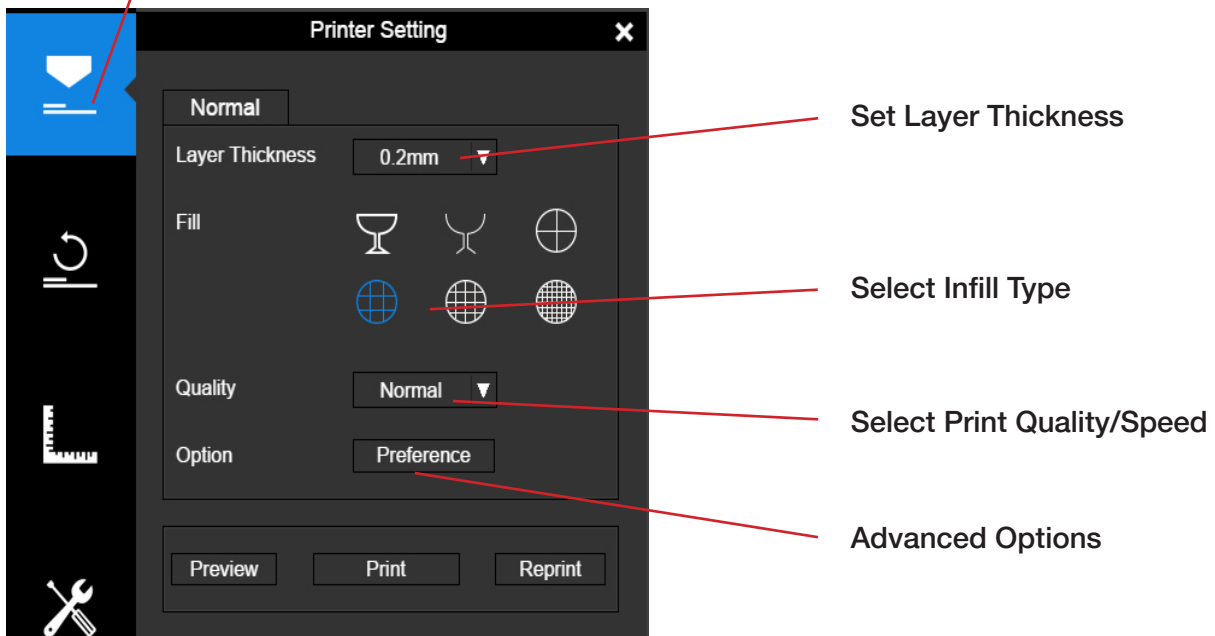 Printer Setting
Normal
Layer Thickness
0.2mm
Set Layer Thickness
Fill
Select Infill Type
Quality
Normal
Select Print Quality/Speed
Option
Preference
Advanced Options
Preview
Print
Reprint